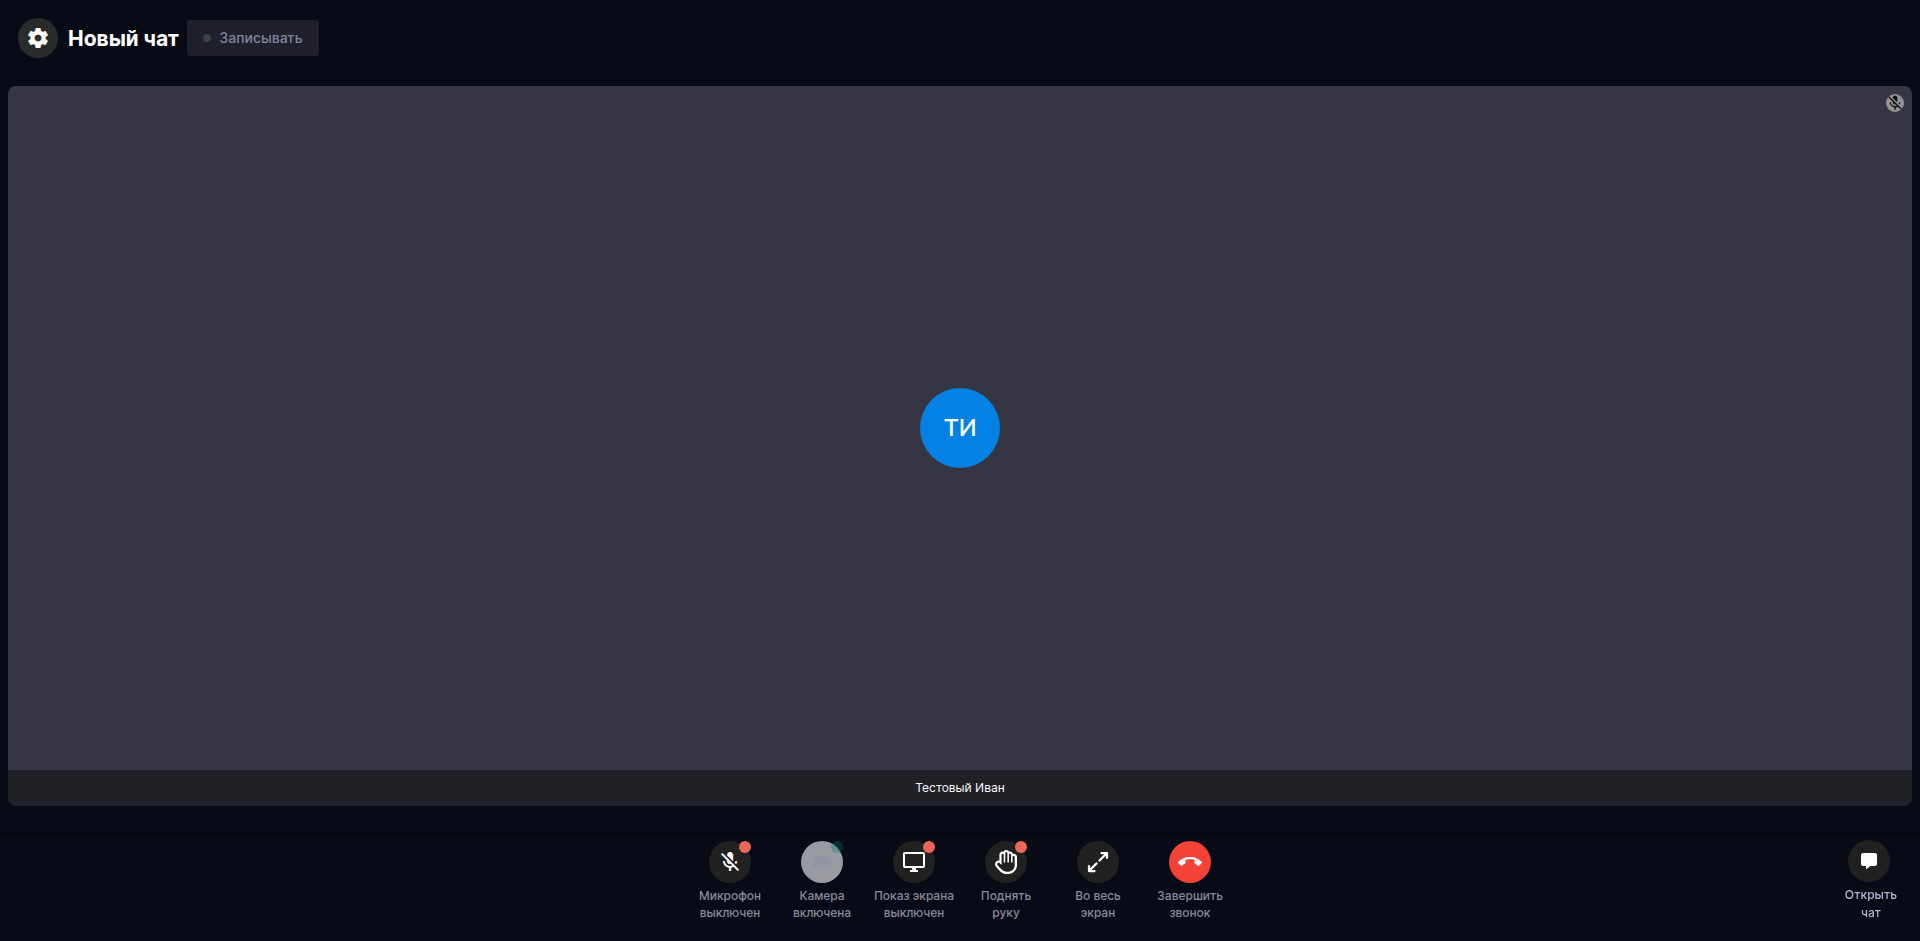 Новый чат
Записывать
ТИ
Тестовый Иван
Микрофон
выключен
Камера
включена
Показ экрана
выключен
Поднять
руку
Во весь
экран
Завершить
звонок
Открыть
чат